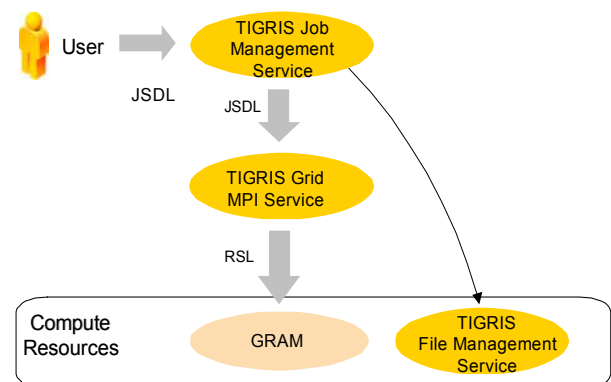 TIGRIS Job
Management
Service
User
JSDL
JSDL
TIGRIS Grid
MPI Service
RSL
Compute
Resources
GRAM
TIGRIS
File Management
Service